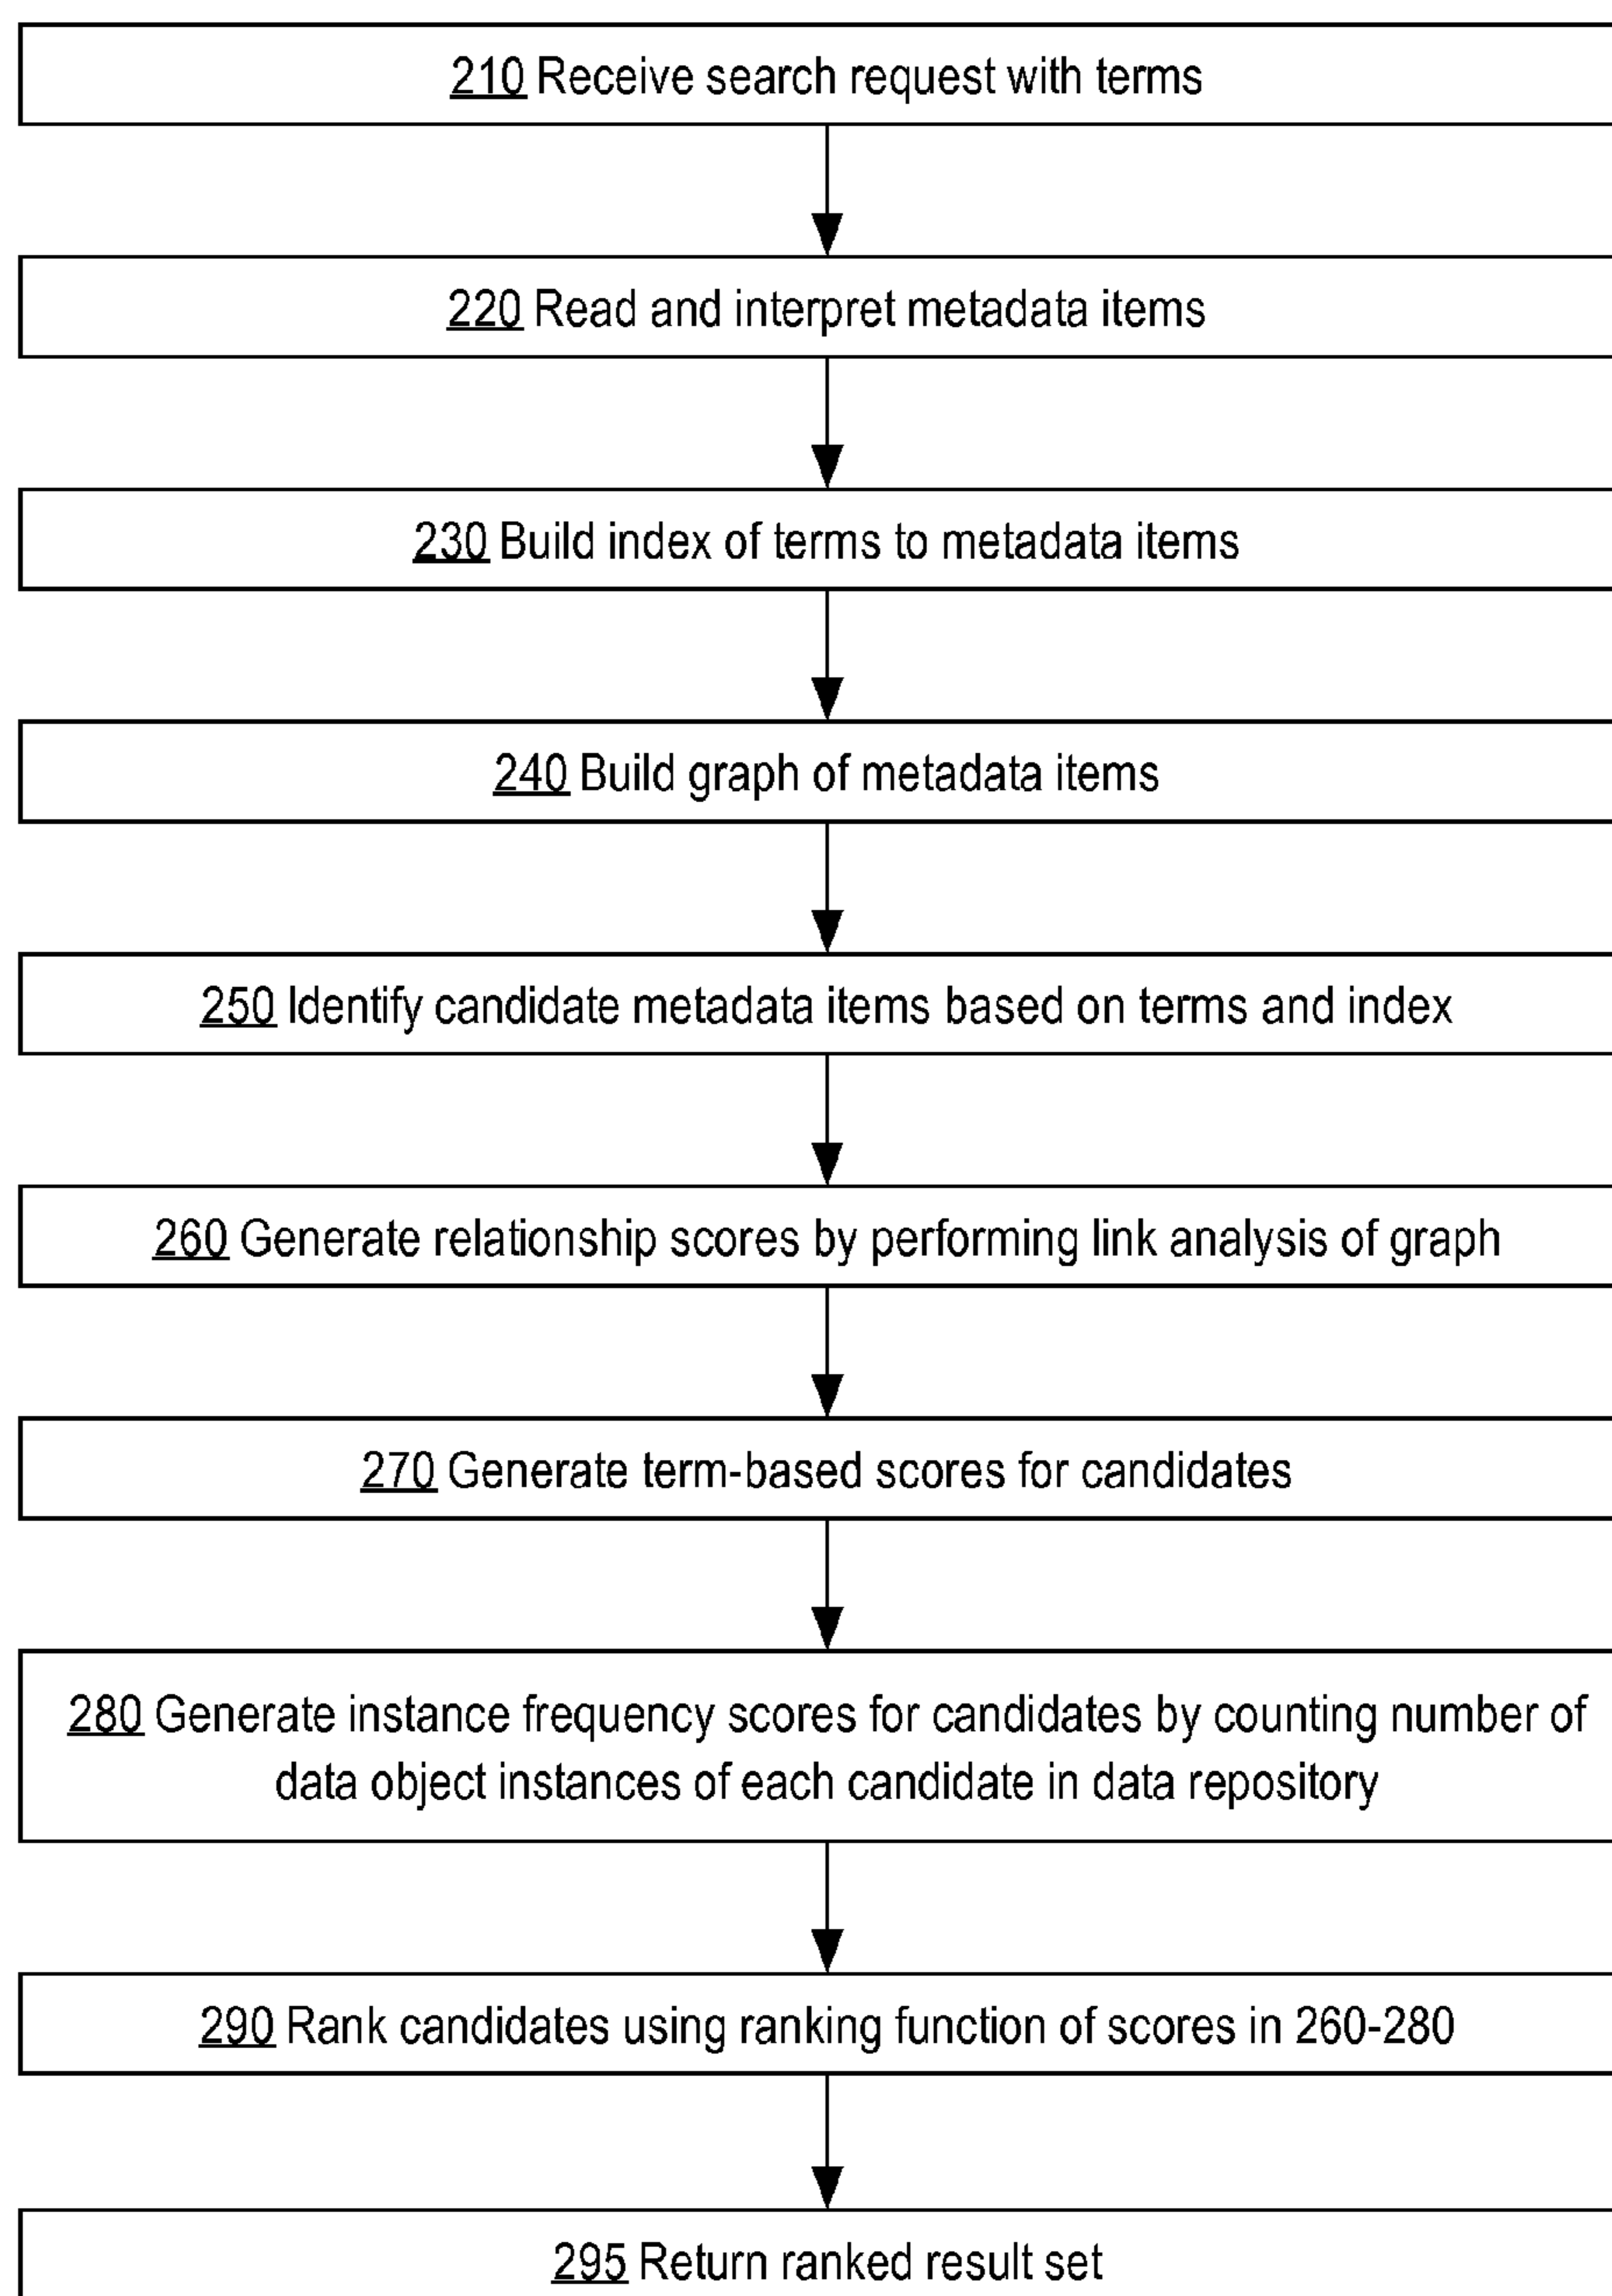 210 Receive search request with terms
220 Read and interpret metadata items
230 Build index of terms to metadata items
240 Build graph of metadata items
250 Identify candidate metadata items based on terms and index
260 Generate relationship scores by performing link analysis of graph
270 Generate term-based scores for candidates
280 Generate instance frequency scores for candidates by counting number of
data object instances of each candidate in data repository
290 Rank candidates using ranking function of scores in 260-280
295 Return ranked result set